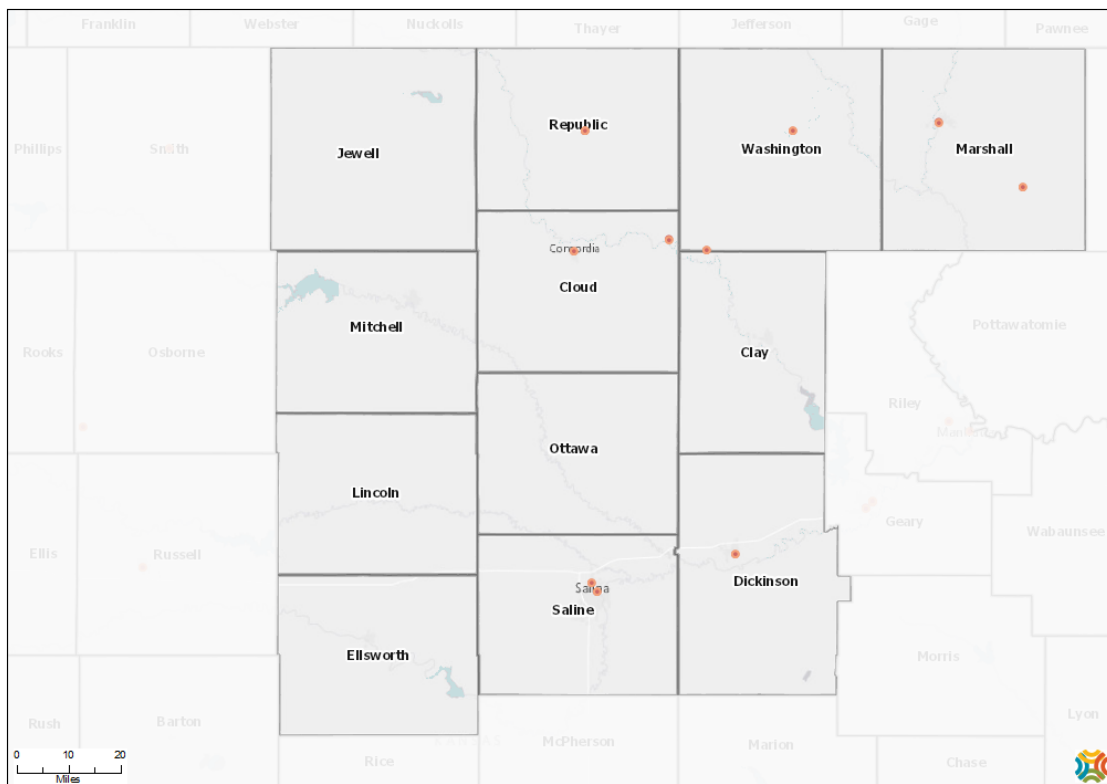 Franklin
Webster
Nuckolls
Thayer
Jefferson
Gage
Pawnee
Phillips
Smith
Jewell
Republic
Washington
Marshall
Concordia
Cloud
Rooks
Osborne
Mitchell
Clay
Pottawatomie
Riley
Manhattan
Ottawa
Lincoln
Ellis
Russell
Geary
Wabaunsee
Salina
Saline
Dickinson
Ellsworth
Morris
Rush
Barton
Rice
KANSAS
McPherson
Marion
Lyon
Chase
0 10 20
Miles